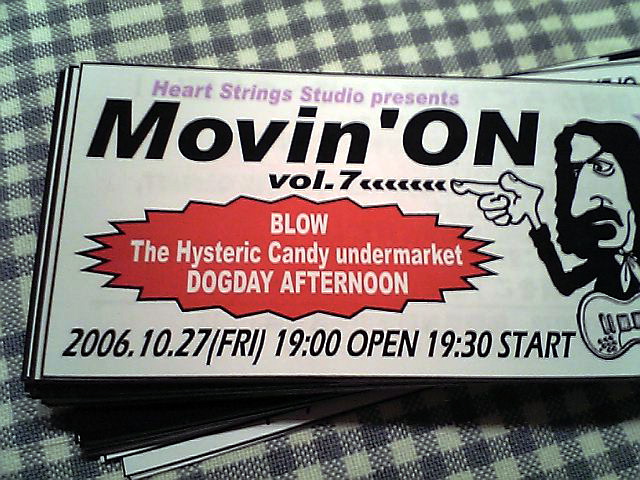 Heart Strings Studio presents
Movin'ON
vol.7‹‹‹‹‹‹‹‹
BLOW
The Hysteric Candy undermarket
DOGDAY AFTERNOON
2006.10.27(FRI) 19:00 OPEN 19:30 START